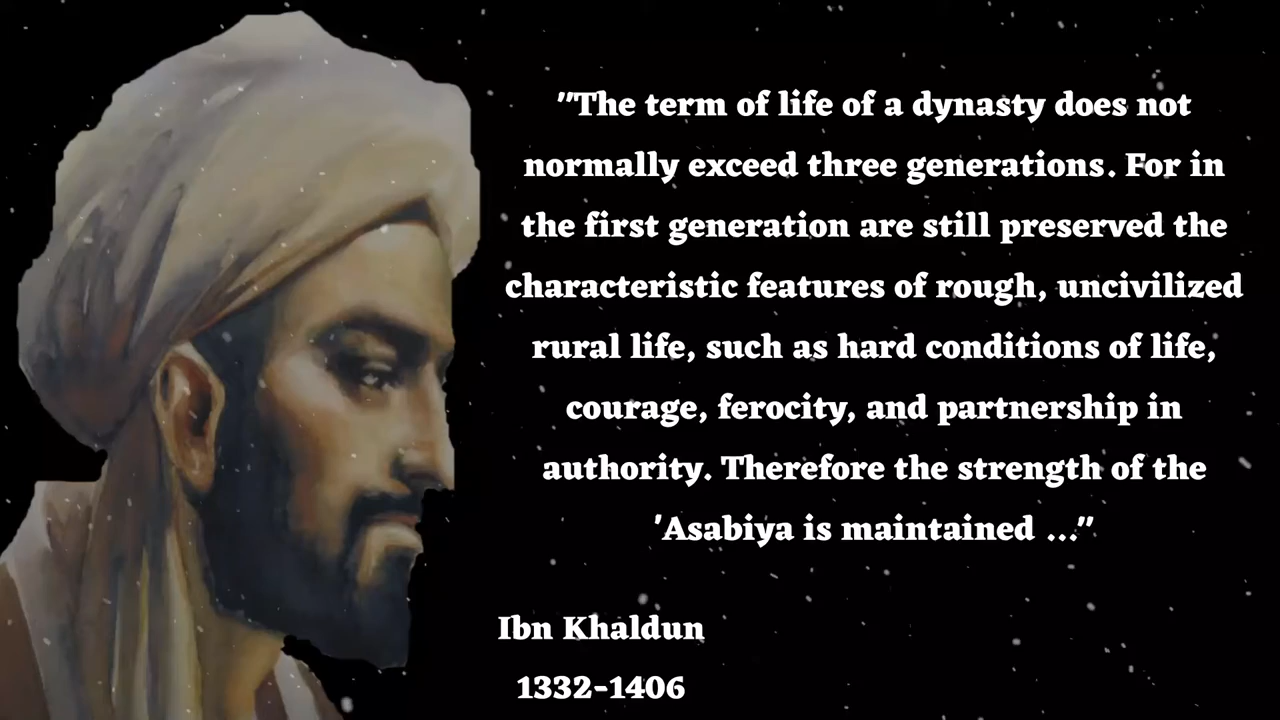 "The term of life of a dynasty does not
normally exceed three generations. For in
the first generation are still preserved the
characteristic features of rough, uncivilized
rural life, such as hard conditions of life,
courage, ferocity, and partnership in
authority. Therefore the strength of the
'Asabiya is maintained ..."
Ibn Khaldun
1332-1406